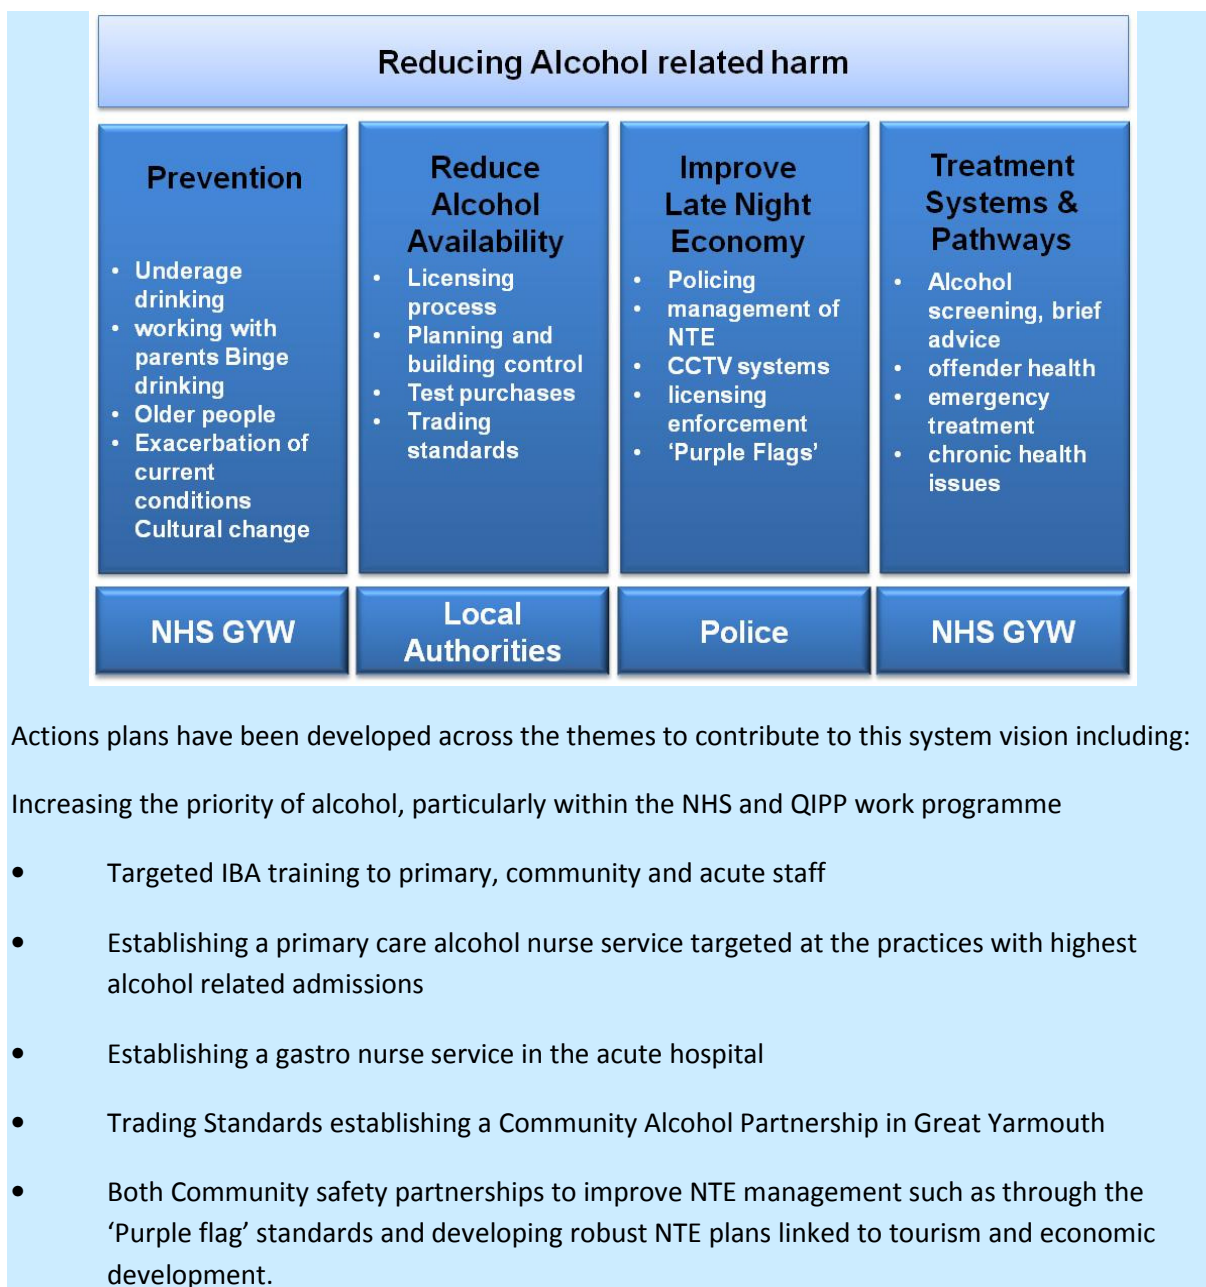 Reducing Alcohol related harm
Prevention
• Underage
drinking
• working with
parents Binge
drinking
• Older people
• Exacerbation of
current
conditions
Cultural change
NHS GYW
Reduce
Alcohol
Availability
• Licensing
process
• Planning and
building control
• Test purchases
• Trading
standards
Local
Authorities
Improve
Late Night
Economy
• Policing
• management of
NTE
• CCTV systems
• licensing
enforcement
• ‘Purple Flags’
Police
Treatment
Systems &
Pathways
• Alcohol
screening, brief
advice
• offender health
• emergency
treatment
• chronic health
issues
NHS GYW
Actions plans have been developed across the themes to contribute to this system vision including:
Increasing the priority of alcohol, particularly within the NHS and QIPP work programme
• Targeted IBA training to primary, community and acute staff
• Establishing a primary care alcohol nurse service targeted at the practices with highest
alcohol related admissions
• Establishing a gastro nurse service in the acute hospital
• Trading Standards establishing a Community Alcohol Partnership in Great Yarmouth
• Both Community safety partnerships to improve NTE management such as through the
‘Purple flag’ standards and developing robust NTE plans linked to tourism and economic
development.